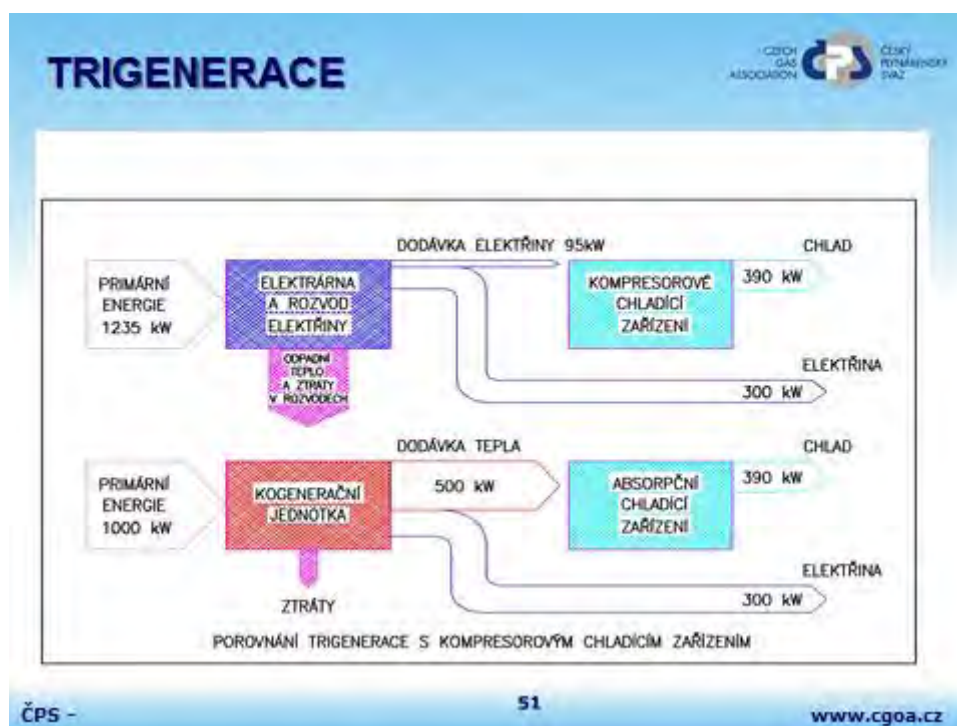 TRIGENERACE
CZECH
GAS
ASSOCIATION
ČESKÝ
PLYNÁRENSKÝ
SVAZ
DODÁVKA ELEKTŘINY 95kW
CHLAD
PRIMÁRNÍ
ENERGIE
1235 kW
ELEKTRÁRNA
A ROZVOD
ELEKTŘINY
KOMPRESOROVÉ
CHLADÍCÍ
ZAŘÍZENÍ
390 kW
ODPADNÍ
TEPLO
A ZTRÁTY
V ROZVODECH
ELEKTŘINA
300 kW
DODÁVKA TEPLA
CHLAD
PRIMÁRNÍ
ENERGIE
1000 kW
KOGENERAČNÍ
JEDNOTKA
500 kW
ABSORPČNÍ
CHLADÍCÍ
ZAŘÍZENÍ
390 kW
ZTRÁTY
ELEKTŘINA
300 kW
POROVNÁNÍ TRIGENERACE S KOMPRESOROVÝM CHLADÍCÍM ZAŘÍZENÍM
ČPS -
51
www.cgoa.cz